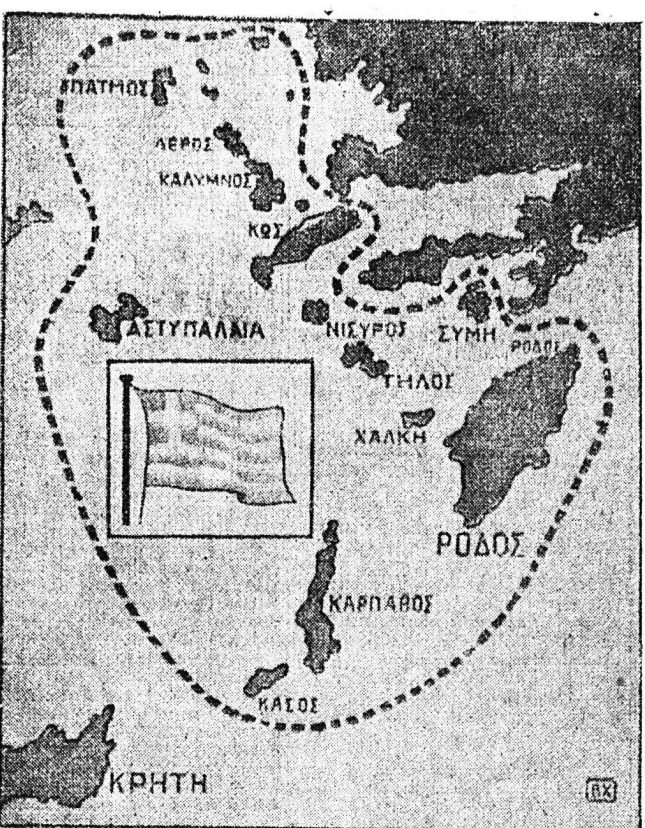 ΠΑΤΜΟΣ
ΛΕΡΟΣ
ΚΑΛΥΜΝΟΣ
ΚΩΣ
ΑΣΤΥΠΑΛΑΙΑ
ΝΙΣΥΡΟΣ
ΣΥΜΗ
ΡΟΔΟΣ
ΤΗΛΟΣ
ΧΑΛΚΗ
ΡΟΔΟΣ
ΚΑΡΠΑΘΟΣ
ΚΑΣΟΣ
ΚΡΗΤΗ